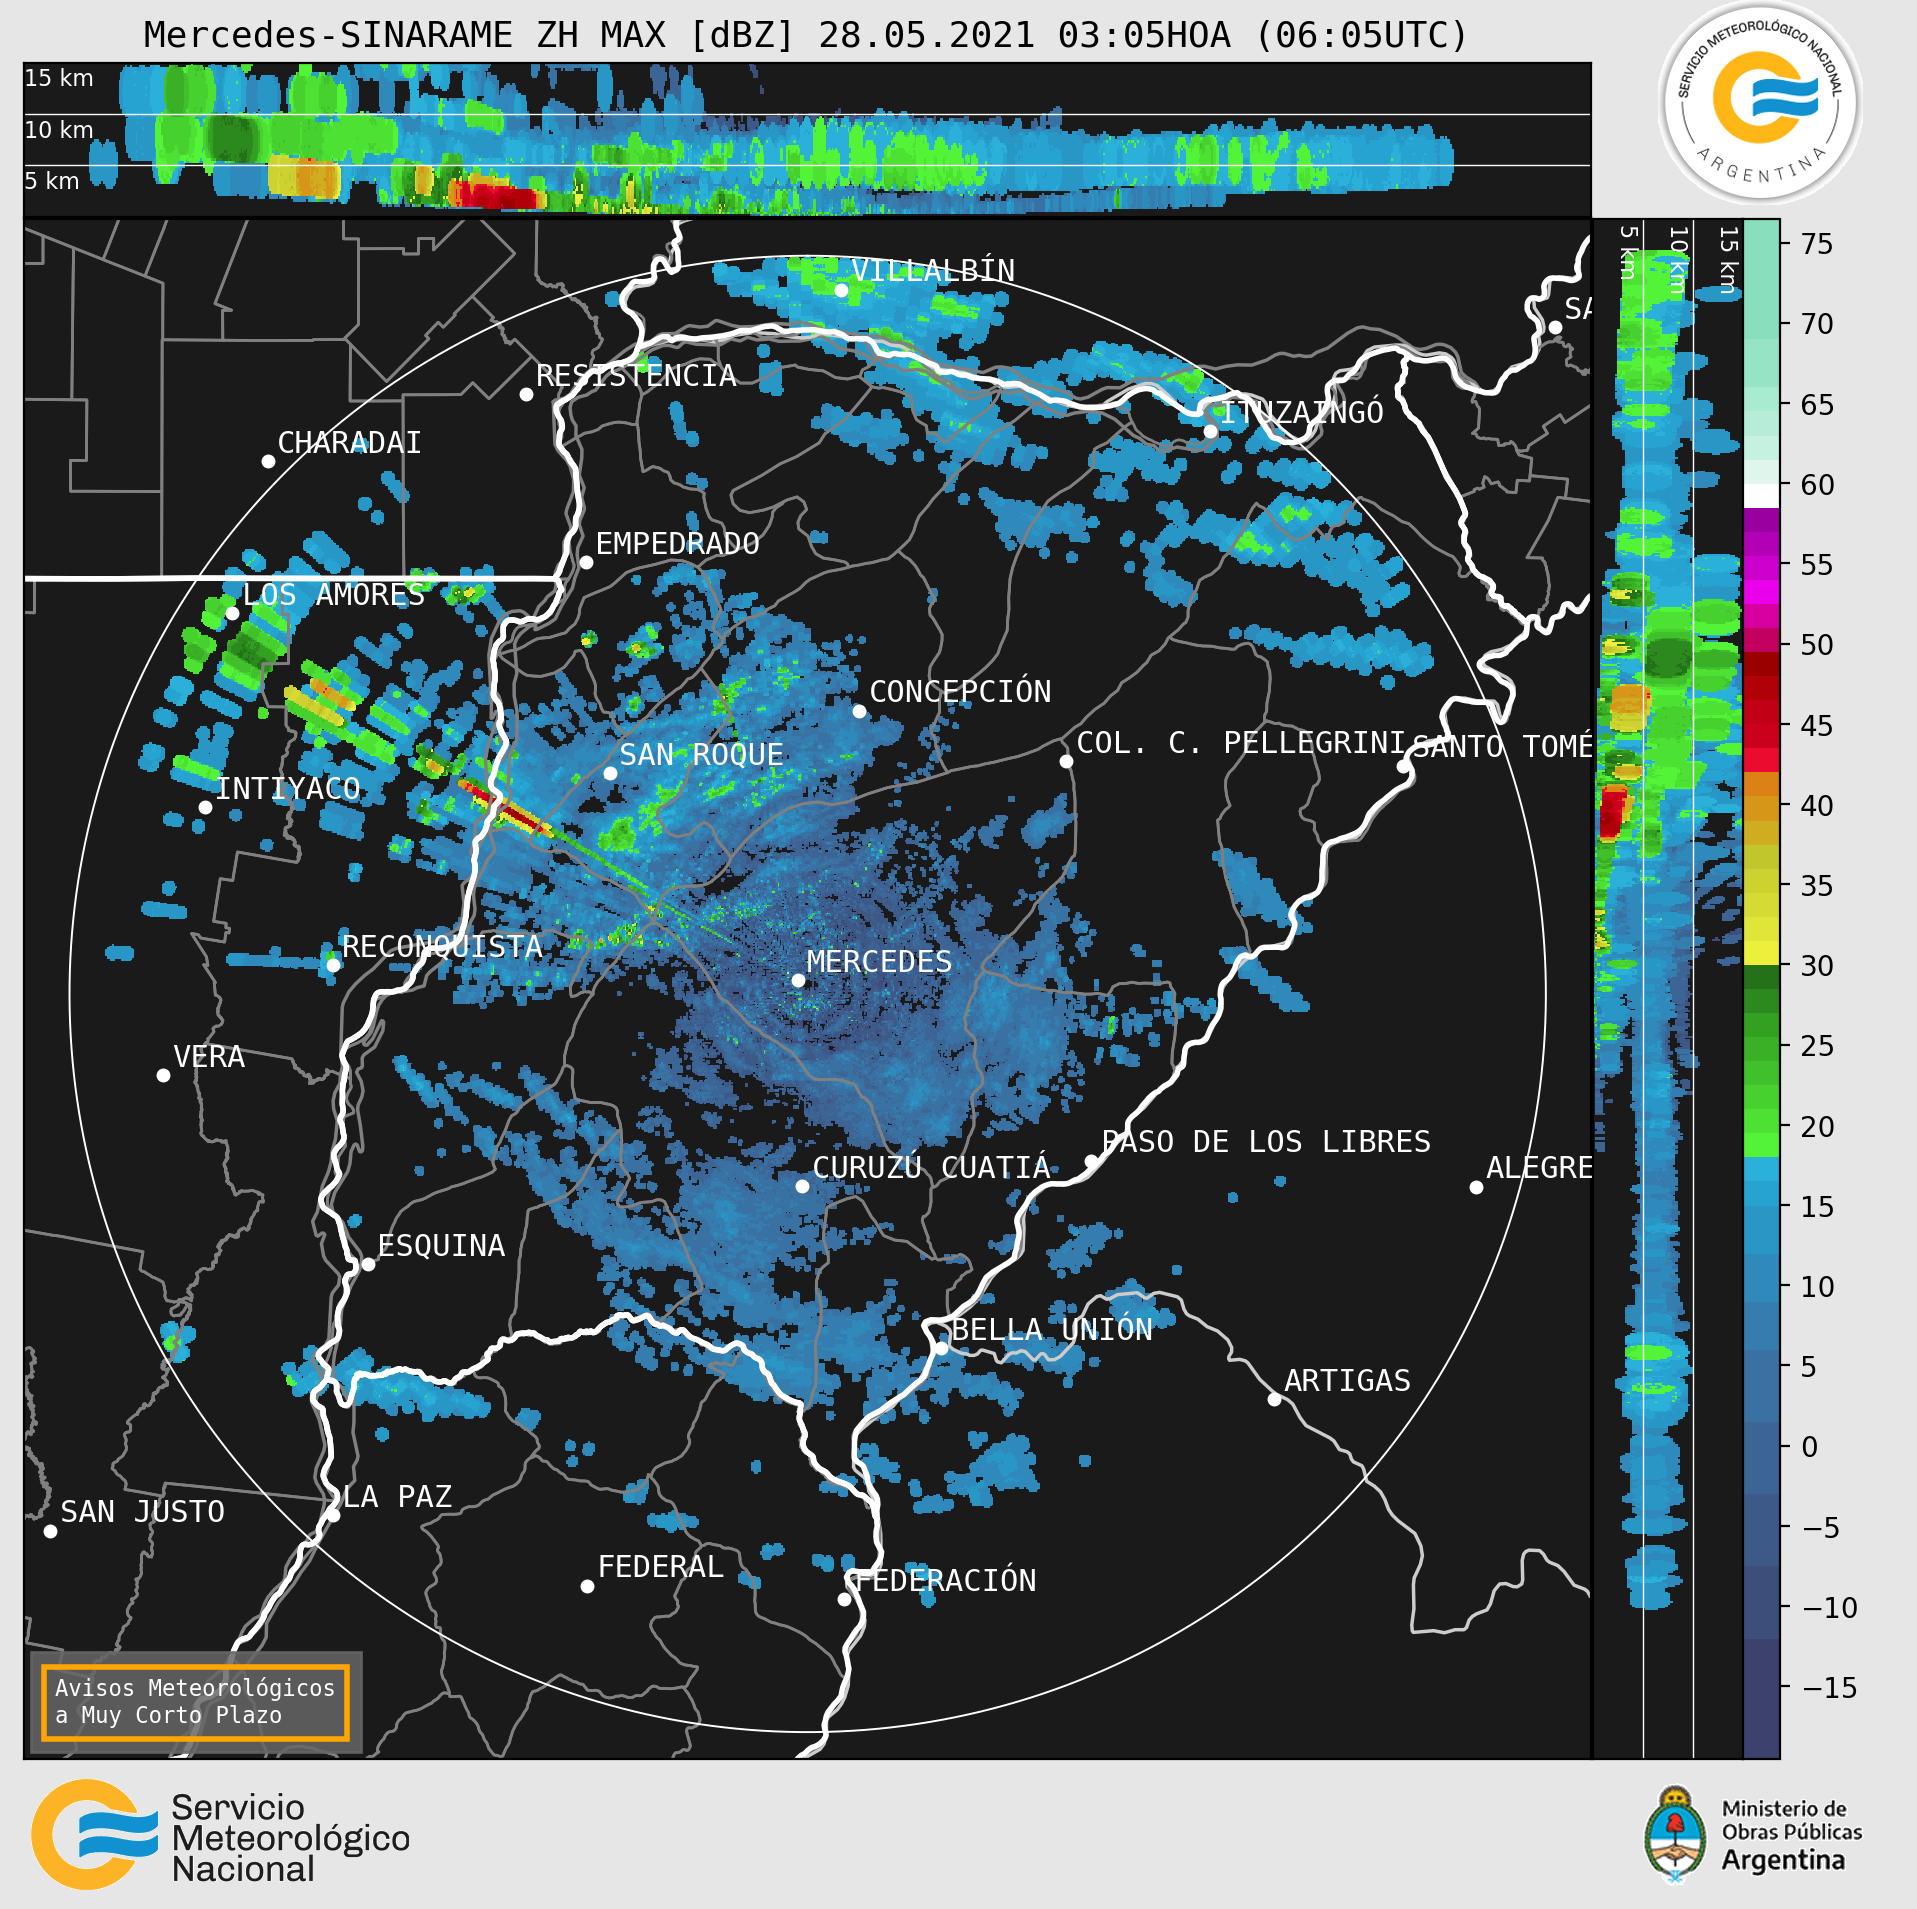 Mercedes-SINARAME ZH MAX [dBZ] 28.05.2021 03:05HOA (06:05UTC)
SERVICIO METEOROLÓGICO NACIONAL
ARGENTINA
15 km
10 km
5 km
5 km
10 km
15 km
VILLALBÍN
SA
RESISTENCIA
ITUZAINGÓ
CHARADAI
EMPEDRADO
LOS AMORES
CONCEPCIÓN
SAN ROQUE
COL. C. PELLEGRINI
SANTO TOMÉ
INTIYACO
RECONQUISTA
MERCEDES
VERA
PASO DE LOS LIBRES
CURUZÚ CUATIÁ
ALEGRE
ESQUINA
BELLA UNIÓN
ARTIGAS
LA PAZ
SAN JUSTO
FEDERAL
FEDERACIÓN
75
70
65
60
55
50
45
40
35
30
25
20
15
10
5
0
−5
−10
−15
Avisos Meteorológicos
a Muy Corto Plazo
Servicio
Meteorológico
Nacional
Ministerio de
Obras Públicas
Argentina